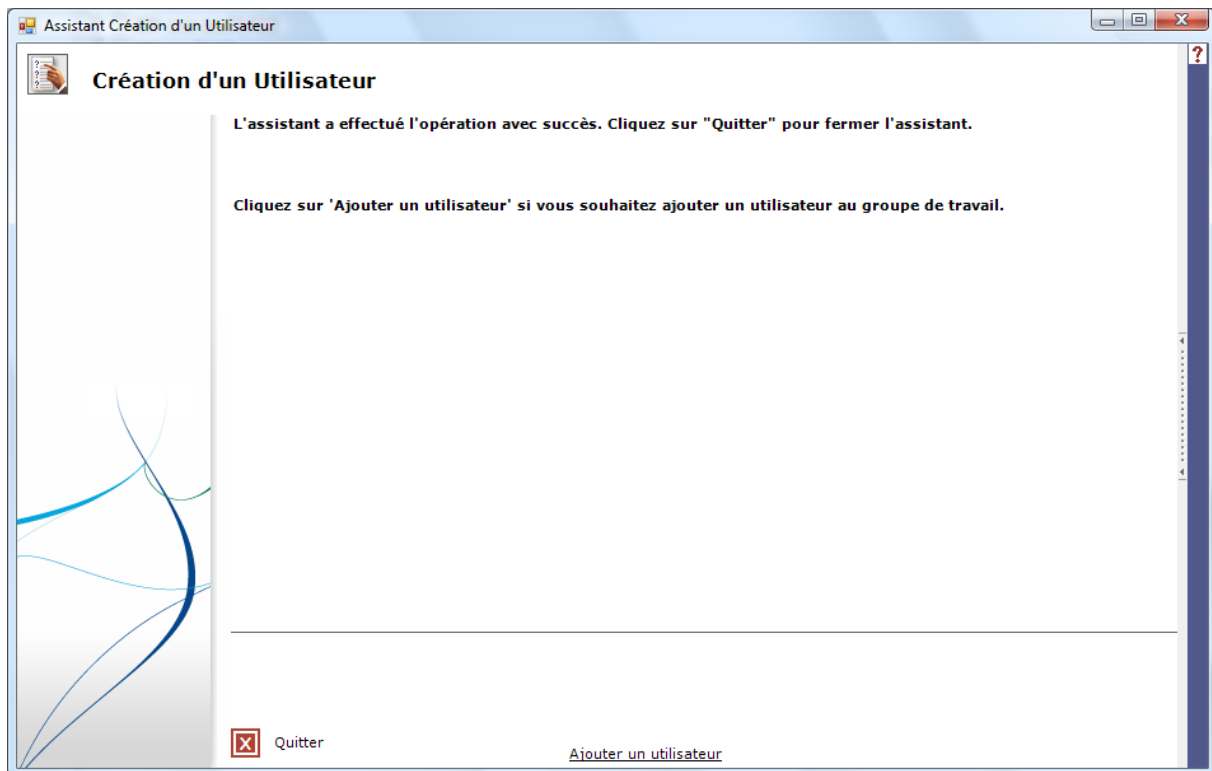 Assistant Création d'un Utilisateur
Création d'un Utilisateur
L'assistant a effectué l'opération avec succès. Cliquez sur "Quitter" pour fermer l'assistant.
Cliquez sur 'Ajouter un utilisateur' si vous souhaitez ajouter un utilisateur au groupe de travail.
Quitter
Ajouter un utilisateur